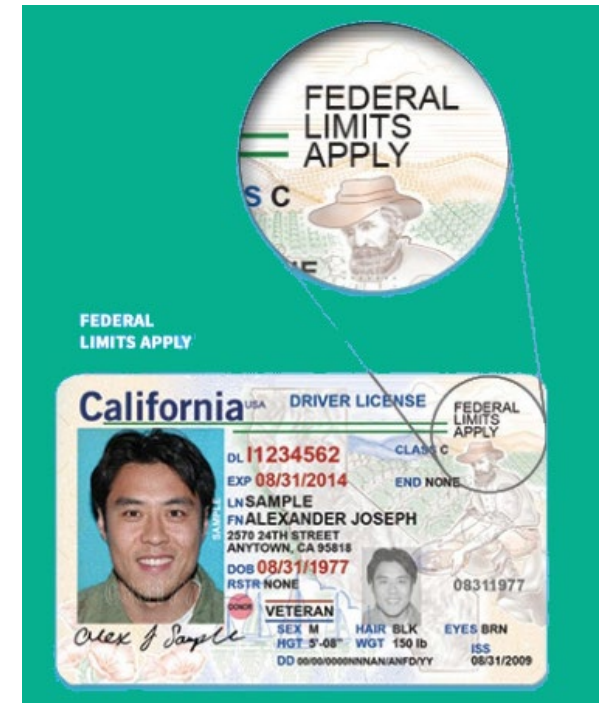 FEDERAL
LIMITS
APPLY
S C
FEDERAL
LIMITS APPLY
California USA DRIVER LICENSE
FEDERAL
LIMITS
APPLY
DL I1234562 CLASS C
EXP 08/31/2014 END NONE
LN SAMPLE
FN ALEXANDER JOSEPH
2570 24TH STREET
ANYTOWN, CA 95818
DOB 08/31/1977
RSTR NONE 08311977
SAMPLE
DONOR VETERAN
SEX M HAIR BLK EYES BRN
HGT 5'-08" WGT 150 lb ISS
DD 00/00/0000NNNAN/ANFD/YY 08/31/2009
Alex J Sample